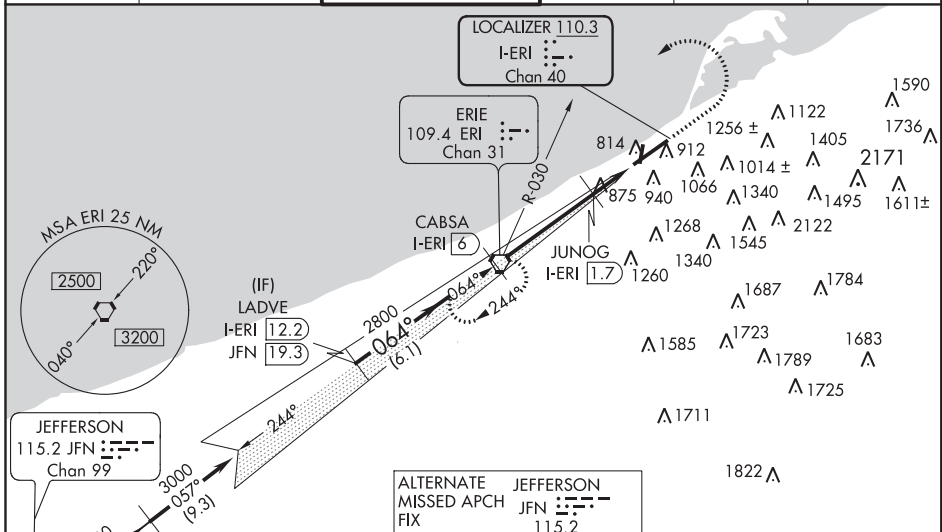 LOCALIZER 110.3
I-ERI
Chan 40
ERIE
109.4 ERI
Chan 31
R-030
814
912
1256 ±
1122
1590
1736
1405
1014 ±
2171
1066
940
875
1340
1495
1611±
CABSA
I-ERI 6
JUNOG
I-ERI 1.7
1268
1260
1340
1545
2122
MSA ERI 25 NM
2500
220°
3200
040°
(IF)
LADVE
I-ERI 12.2
JFN 19.3
2800
064°
(6.1)
064°
244°
1687
1784
1585
1723
1789
1683
1725
1711
1822
244°
JEFFERSON
115.2 JFN
Chan 99
3000
057°
(9.3)
ALTERNATE
MISSED APCH
FIX
JEFFERSON
JFN
115.2